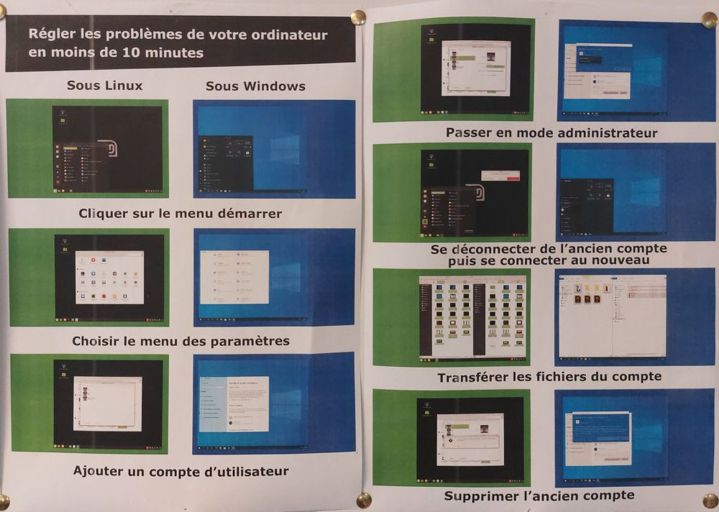 Régler les problèmes de votre ordinateur
en moins de 10 minutes
Sous Linux
Sous Windows
Cliquer sur le menu démarrer
Choisir le menu des paramètres
Ajouter un compte d'utilisateur
Passer en mode administrateur
Se déconnecter de l'ancien compte
puis se connecter au nouveau
Transférer les fichiers du compte
Supprimer l'ancien compte